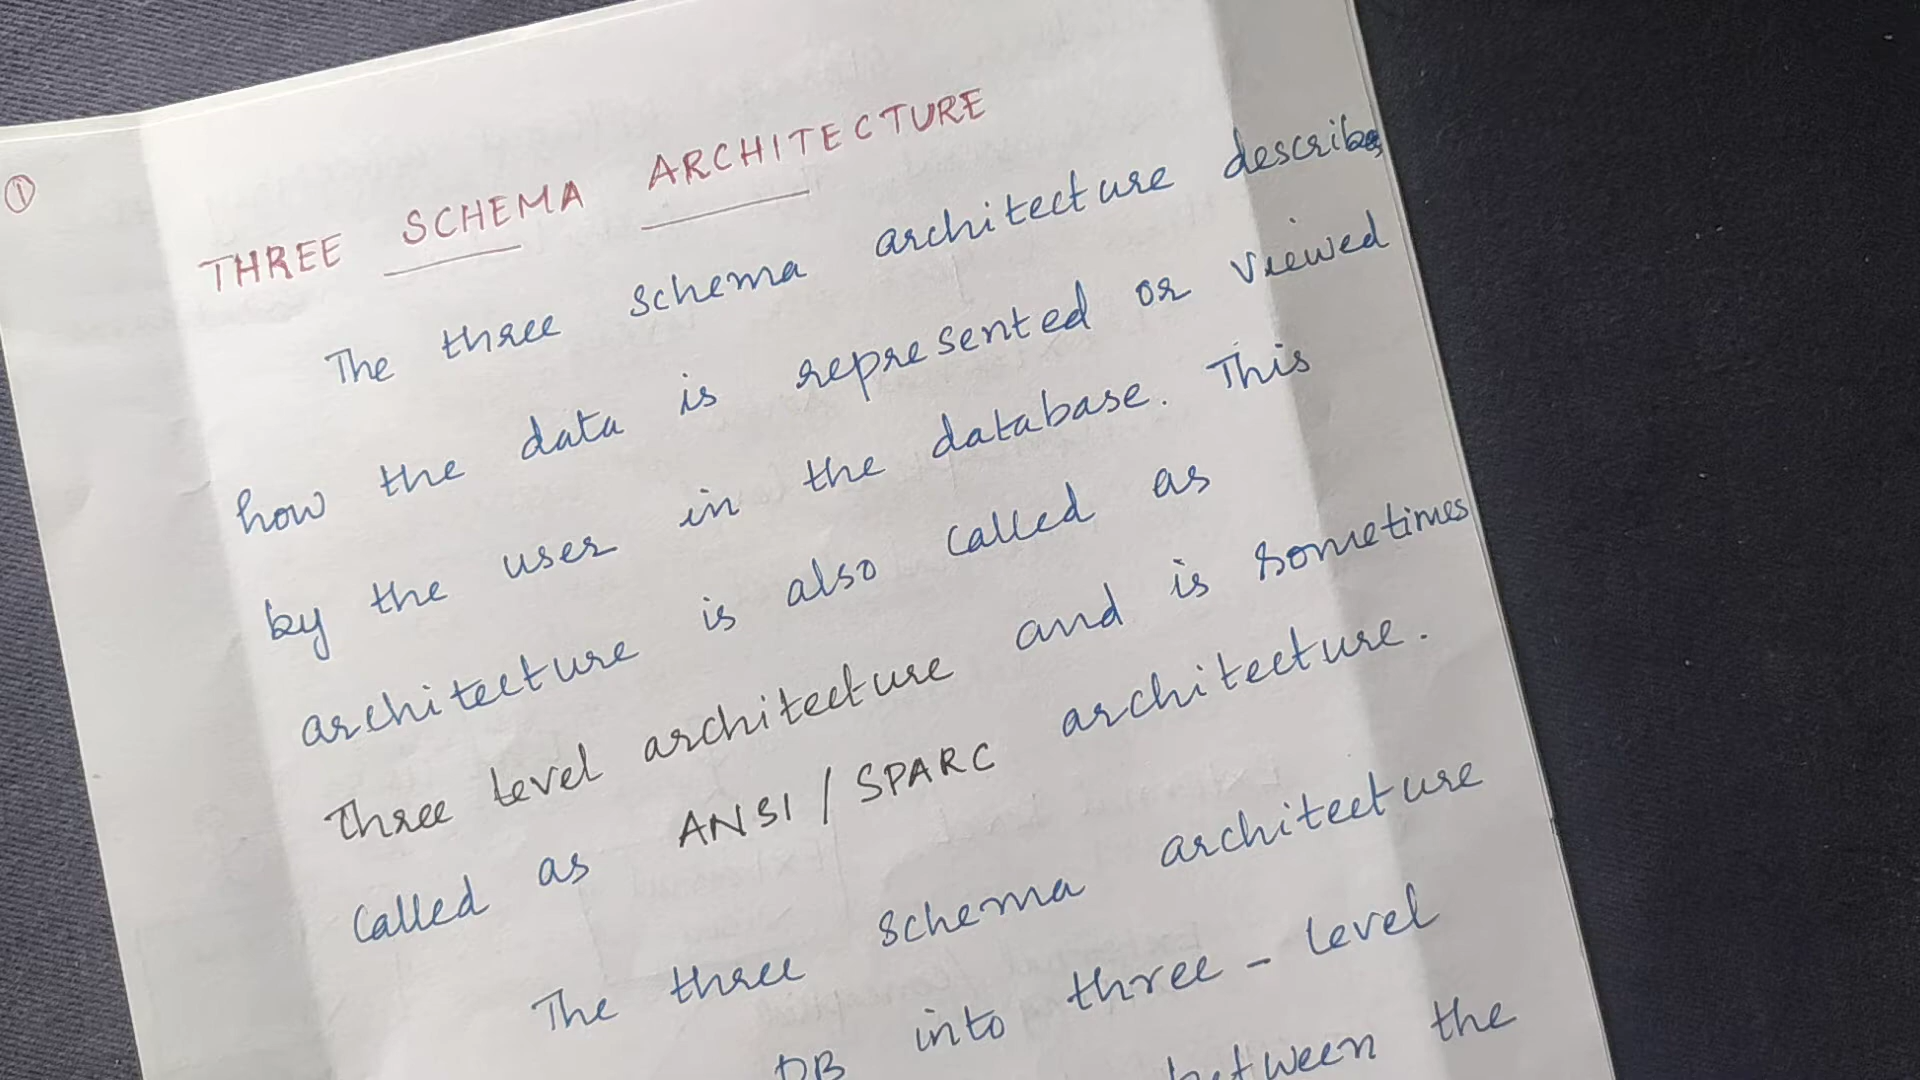 ①
THREE SCHEMA ARCHITECTURE
The three schema architecture describes
how the data is represented or viewed
by the user in the database. This
architecture is also called as
Three level architecture and is sometimes
called as ANSI / SPARC architecture.
The three schema architecture
DB into three - level
between the